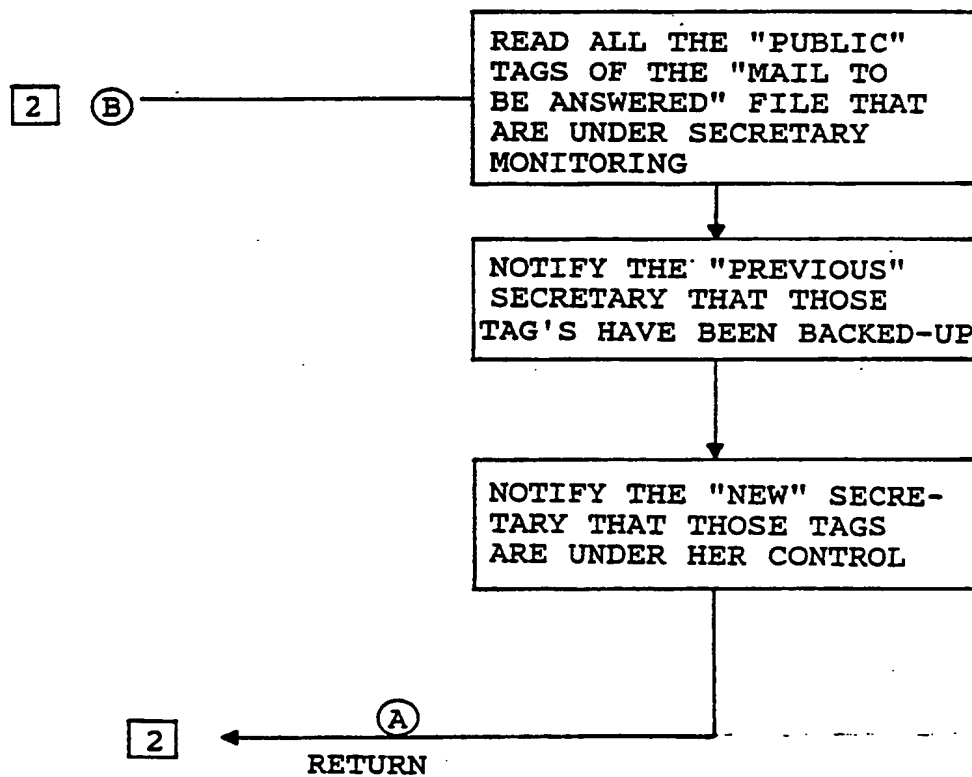 READ ALL THE "PUBLIC"
TAGS OF THE "MAIL TO
BE ANSWERED" FILE THAT
ARE UNDER SECRETARY
MONITORING
2 B
NOTIFY THE "PREVIOUS"
SECRETARY THAT THOSE
TAG'S HAVE BEEN BACKED-UP
NOTIFY THE "NEW" SECRE-
TARY THAT THOSE TAGS
ARE UNDER HER CONTROL
A
2
RETURN